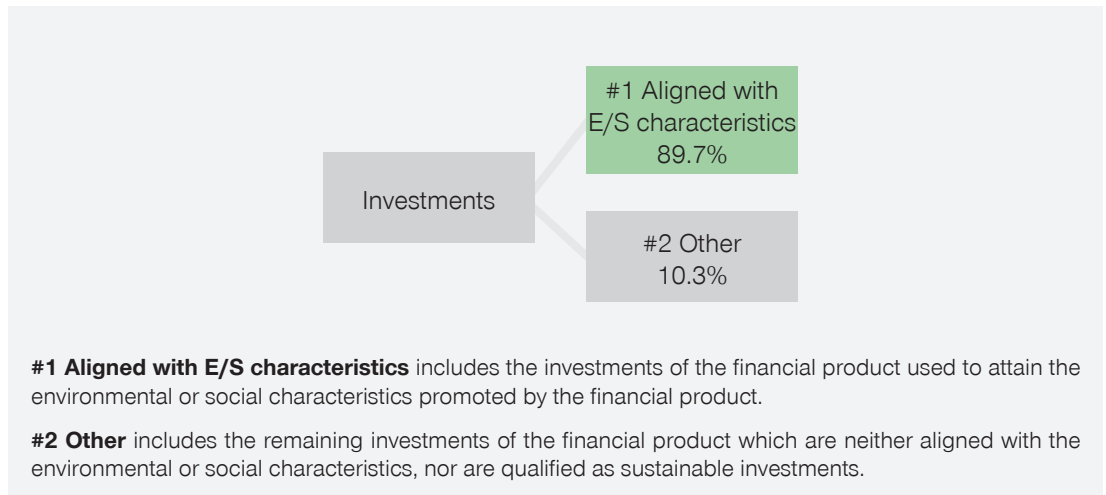 #1 Aligned with
E/S characteristics
89.7%
Investments
#2 Other
10.3%
#1 Aligned with E/S characteristics includes the investments of the financial product used to attain the
environmental or social characteristics promoted by the financial product.
#2 Other includes the remaining investments of the financial product which are neither aligned with the
environmental or social characteristics, nor are qualified as sustainable investments.